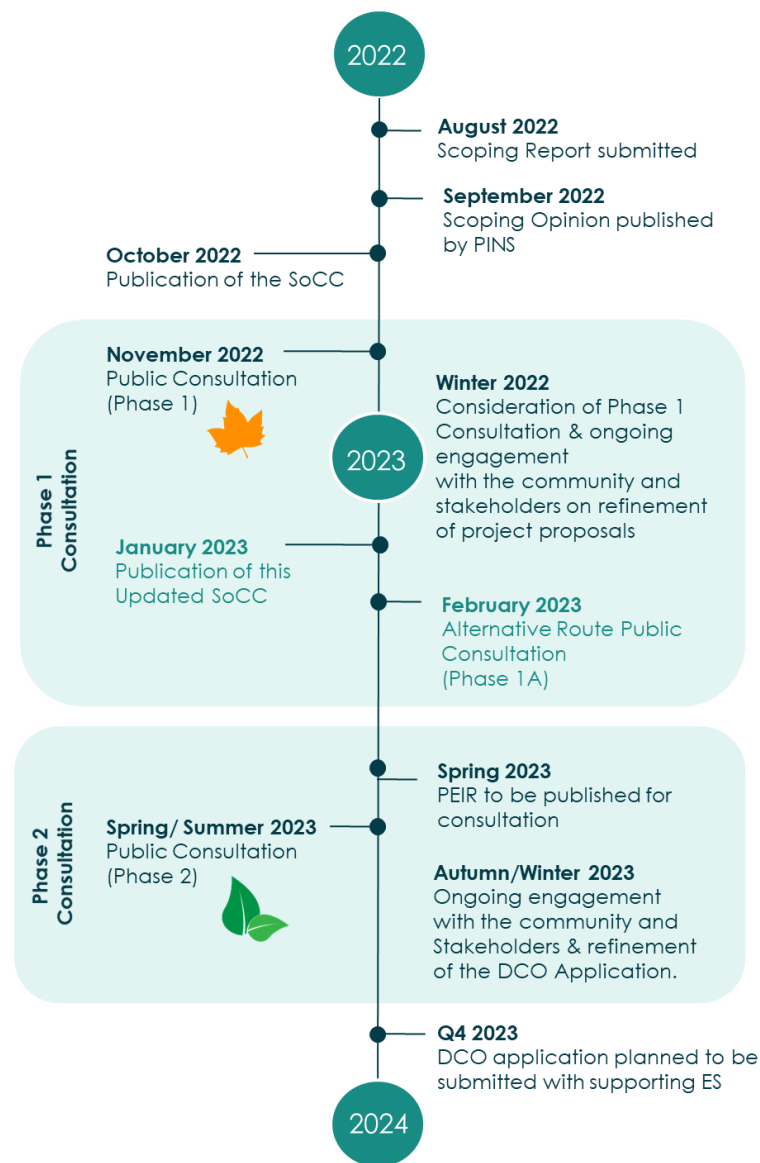 2022
August 2022
Scoping Report submitted
September 2022
Scoping Opinion published
by PINS
October 2022
Publication of the SoCC
Phase 1
Consultation
November 2022
Public Consultation
(Phase 1)
Winter 2022
Consideration of Phase 1
Consultation & ongoing
engagement
with the community and
stakeholders on refinement
of project proposals
2023
January 2023
Publication of this
Updated SoCC
February 2023
Alternative Route Public
Consultation
(Phase 1A)
Phase 2
Consultation
Spring 2023
PEIR to be published for
consultation
Spring/ Summer 2023
Public Consultation
(Phase 2)
Autumn/Winter 2023
Ongoing engagement
with the community and
Stakeholders & refinement
of the DCO Application.
Q4 2023
DCO application planned to be
submitted with supporting ES
2024